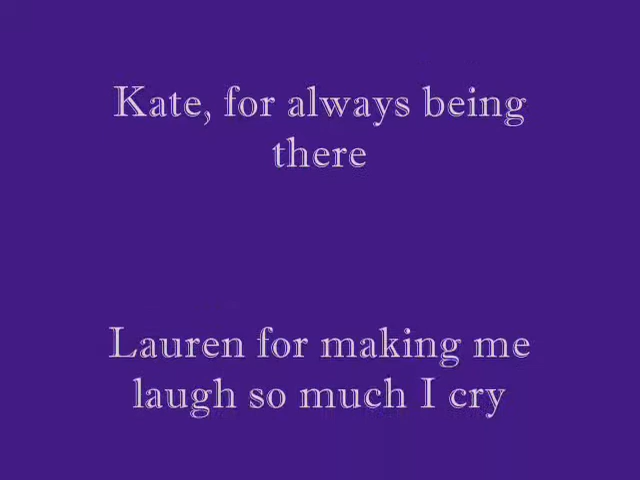 Kate, for always being
there
Lauren for making me
laugh so much I cry